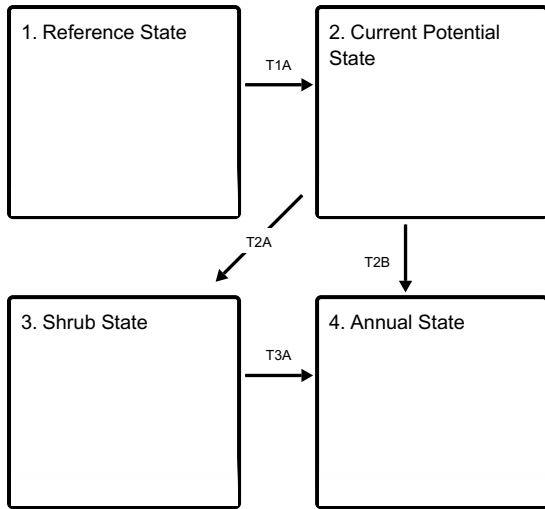 1. Reference State
T1A
2. Current Potential
State
T2A
T2B
3. Shrub State
T3A
4. Annual State